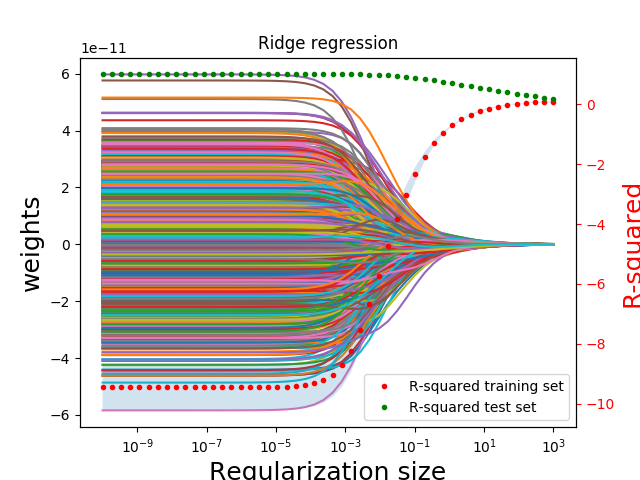 Ridge regression
1e−11
6
4
2
0
−2
−4
−6
weights
0
−2
−4
−6
−8
−10
R-squared
R-squared training set
R-squared test set
10⁻⁹ 10⁻⁷ 10⁻⁵ 10⁻³ 10⁻¹ 10¹ 10³
Regularization size